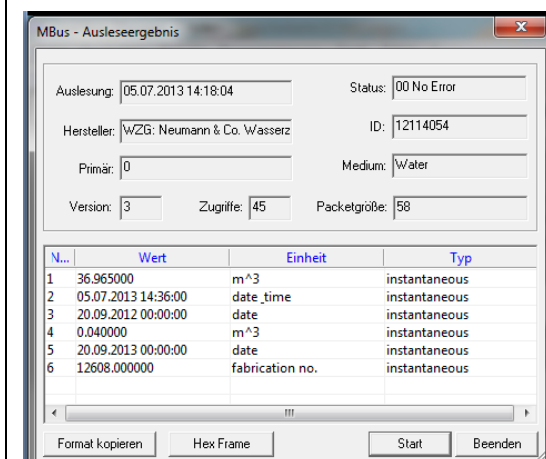 MBus - Ausleseergebnis
Auslesung: 05.07.2013 14:18:04 Status: 00 No Error
Hersteller: WZG: Neumann & Co. Wasserz ID: 12114054
Primär: 0 Medium: Water
Version: 3 Zugriffe: 45 Packetgröße: 58
N... Wert Einheit Typ
1 36.965000 m^3 instantaneous
2 05.07.2013 14:36:00 date_time instantaneous
3 20.09.2012 00:00:00 date instantaneous
4 0.040000 m^3 instantaneous
5 20.09.2013 00:00:00 date instantaneous
6 12608.000000 fabrication no. instantaneous
Format kopieren Hex Frame Start Beenden